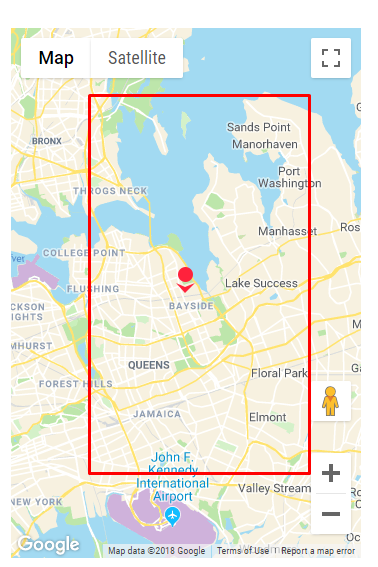 Map Satellite
Sands Point
BRONX
Manorhaven
Port
Washington
THROGS NECK
Manhasset
Ros
COLLEGE POINT
Lake Success
FLUSHING
BAYSIDE
CKSON
IGHTS
MHURST
QUEENS
Floral Park
FOREST HILLS
JAMAICA
Elmont
John F.
Kennedy
International
Airport
Valley Stream
NEW YORK
Google
Map data ©2018 Google Terms of Use Report a map error